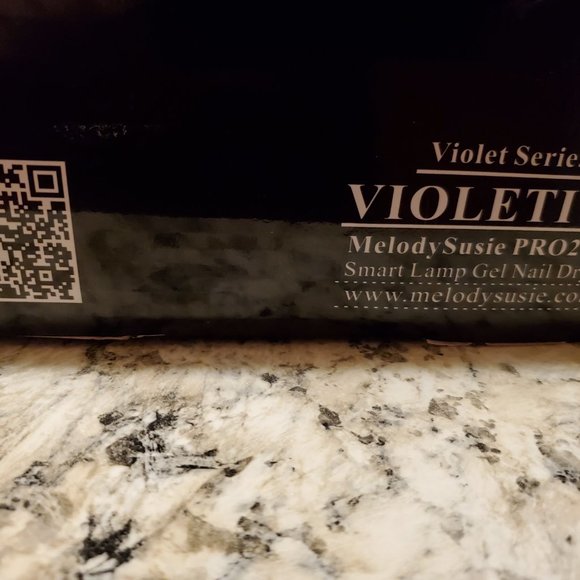 Violet Serie
VIOLETI
MelodySusie PRO2
Smart Lamp Gel Nail Dr
www.melodysusie.co